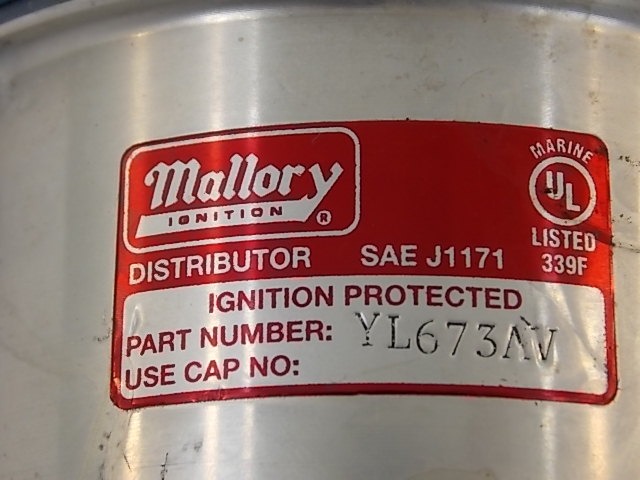 Mallory
IGNITION
®
MARINE
UL
LISTED
339F
DISTRIBUTOR SAE J1171
IGNITION PROTECTED
PART NUMBER: YL673AV
USE CAP NO: